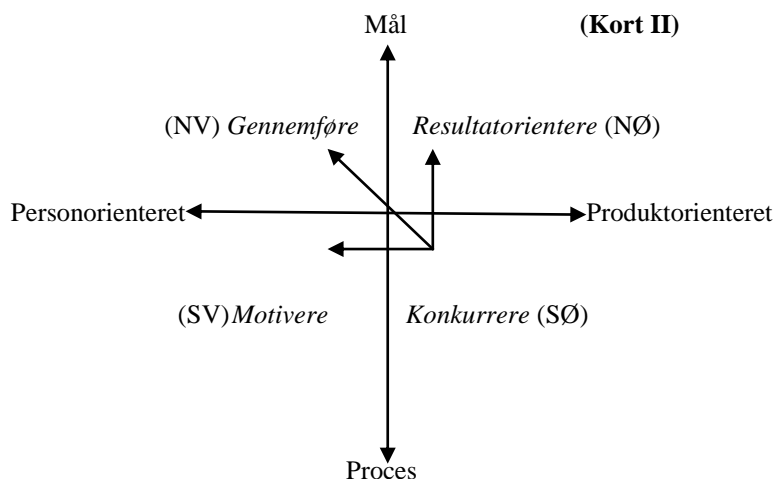 Mål (Kort II)
(NV) Gennemføre Resultatorientere (NØ)
Personorienteret Produktorienteret
(SV) Motivere Konkurrere (SØ)
Proces